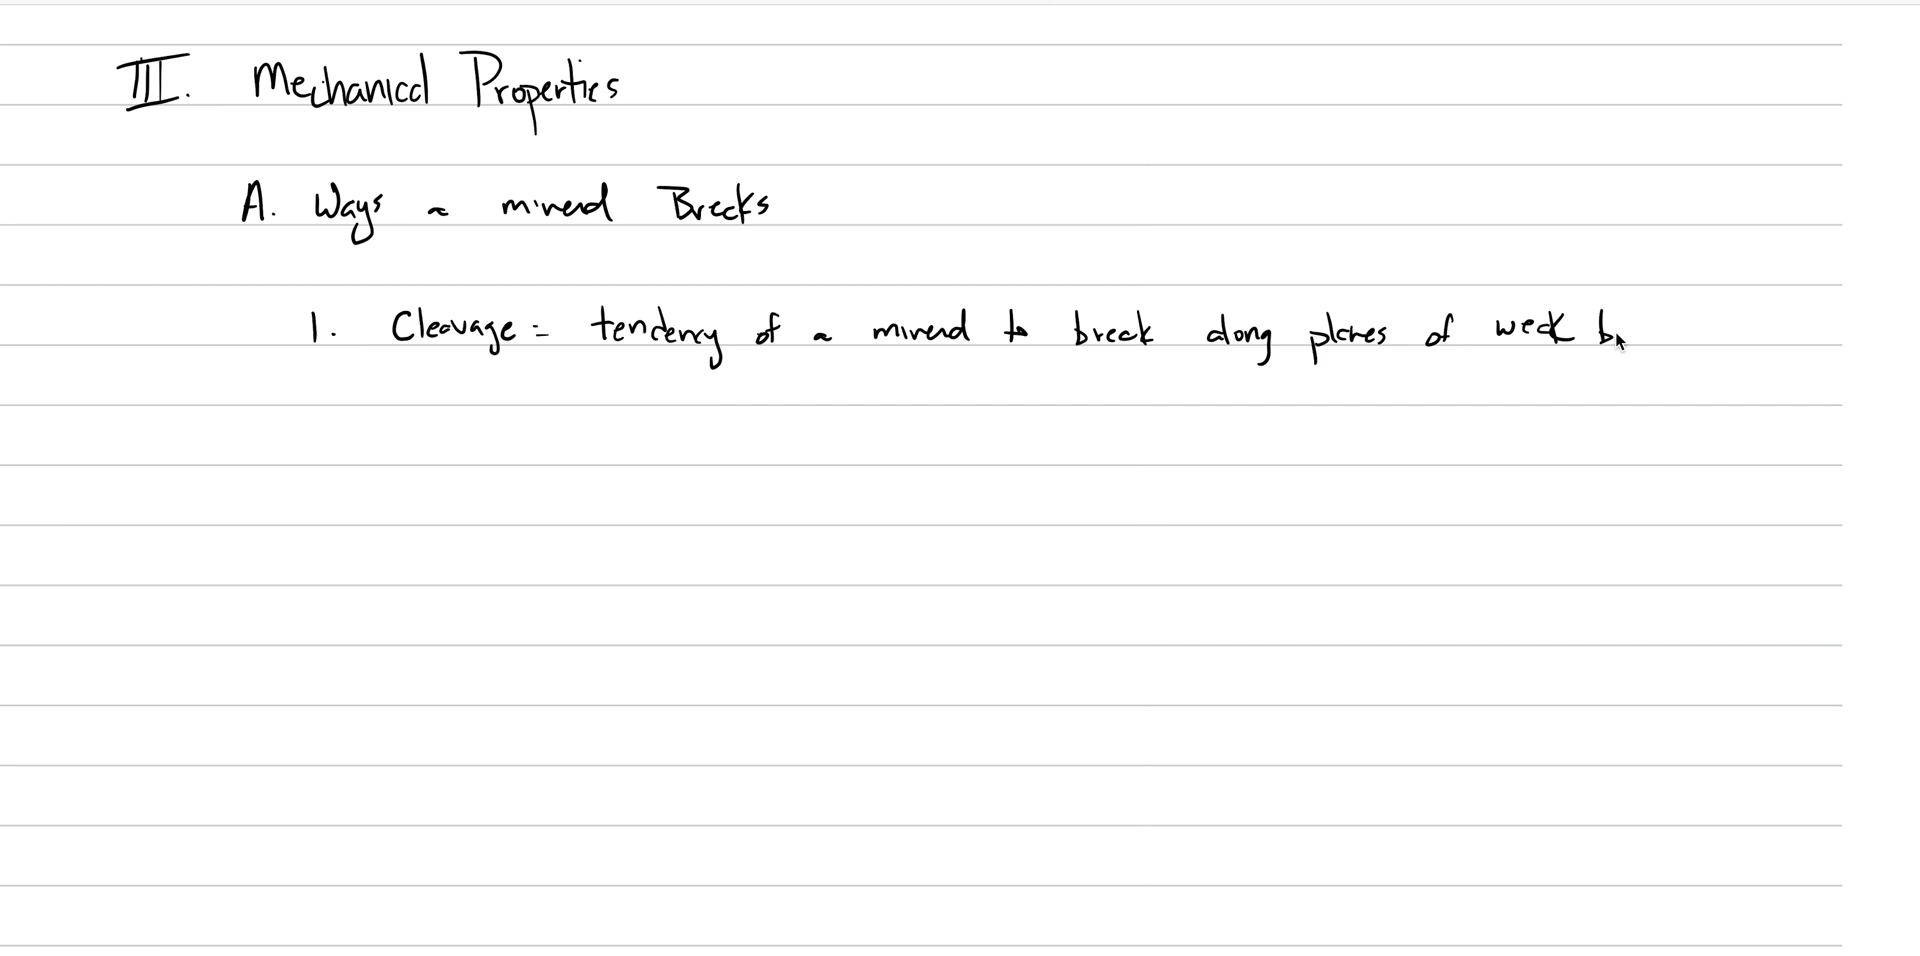 III. Mechanical Properties
A. Ways a mineral Breaks
1. Cleavage = tendency of a mineral to break along planes of weak b